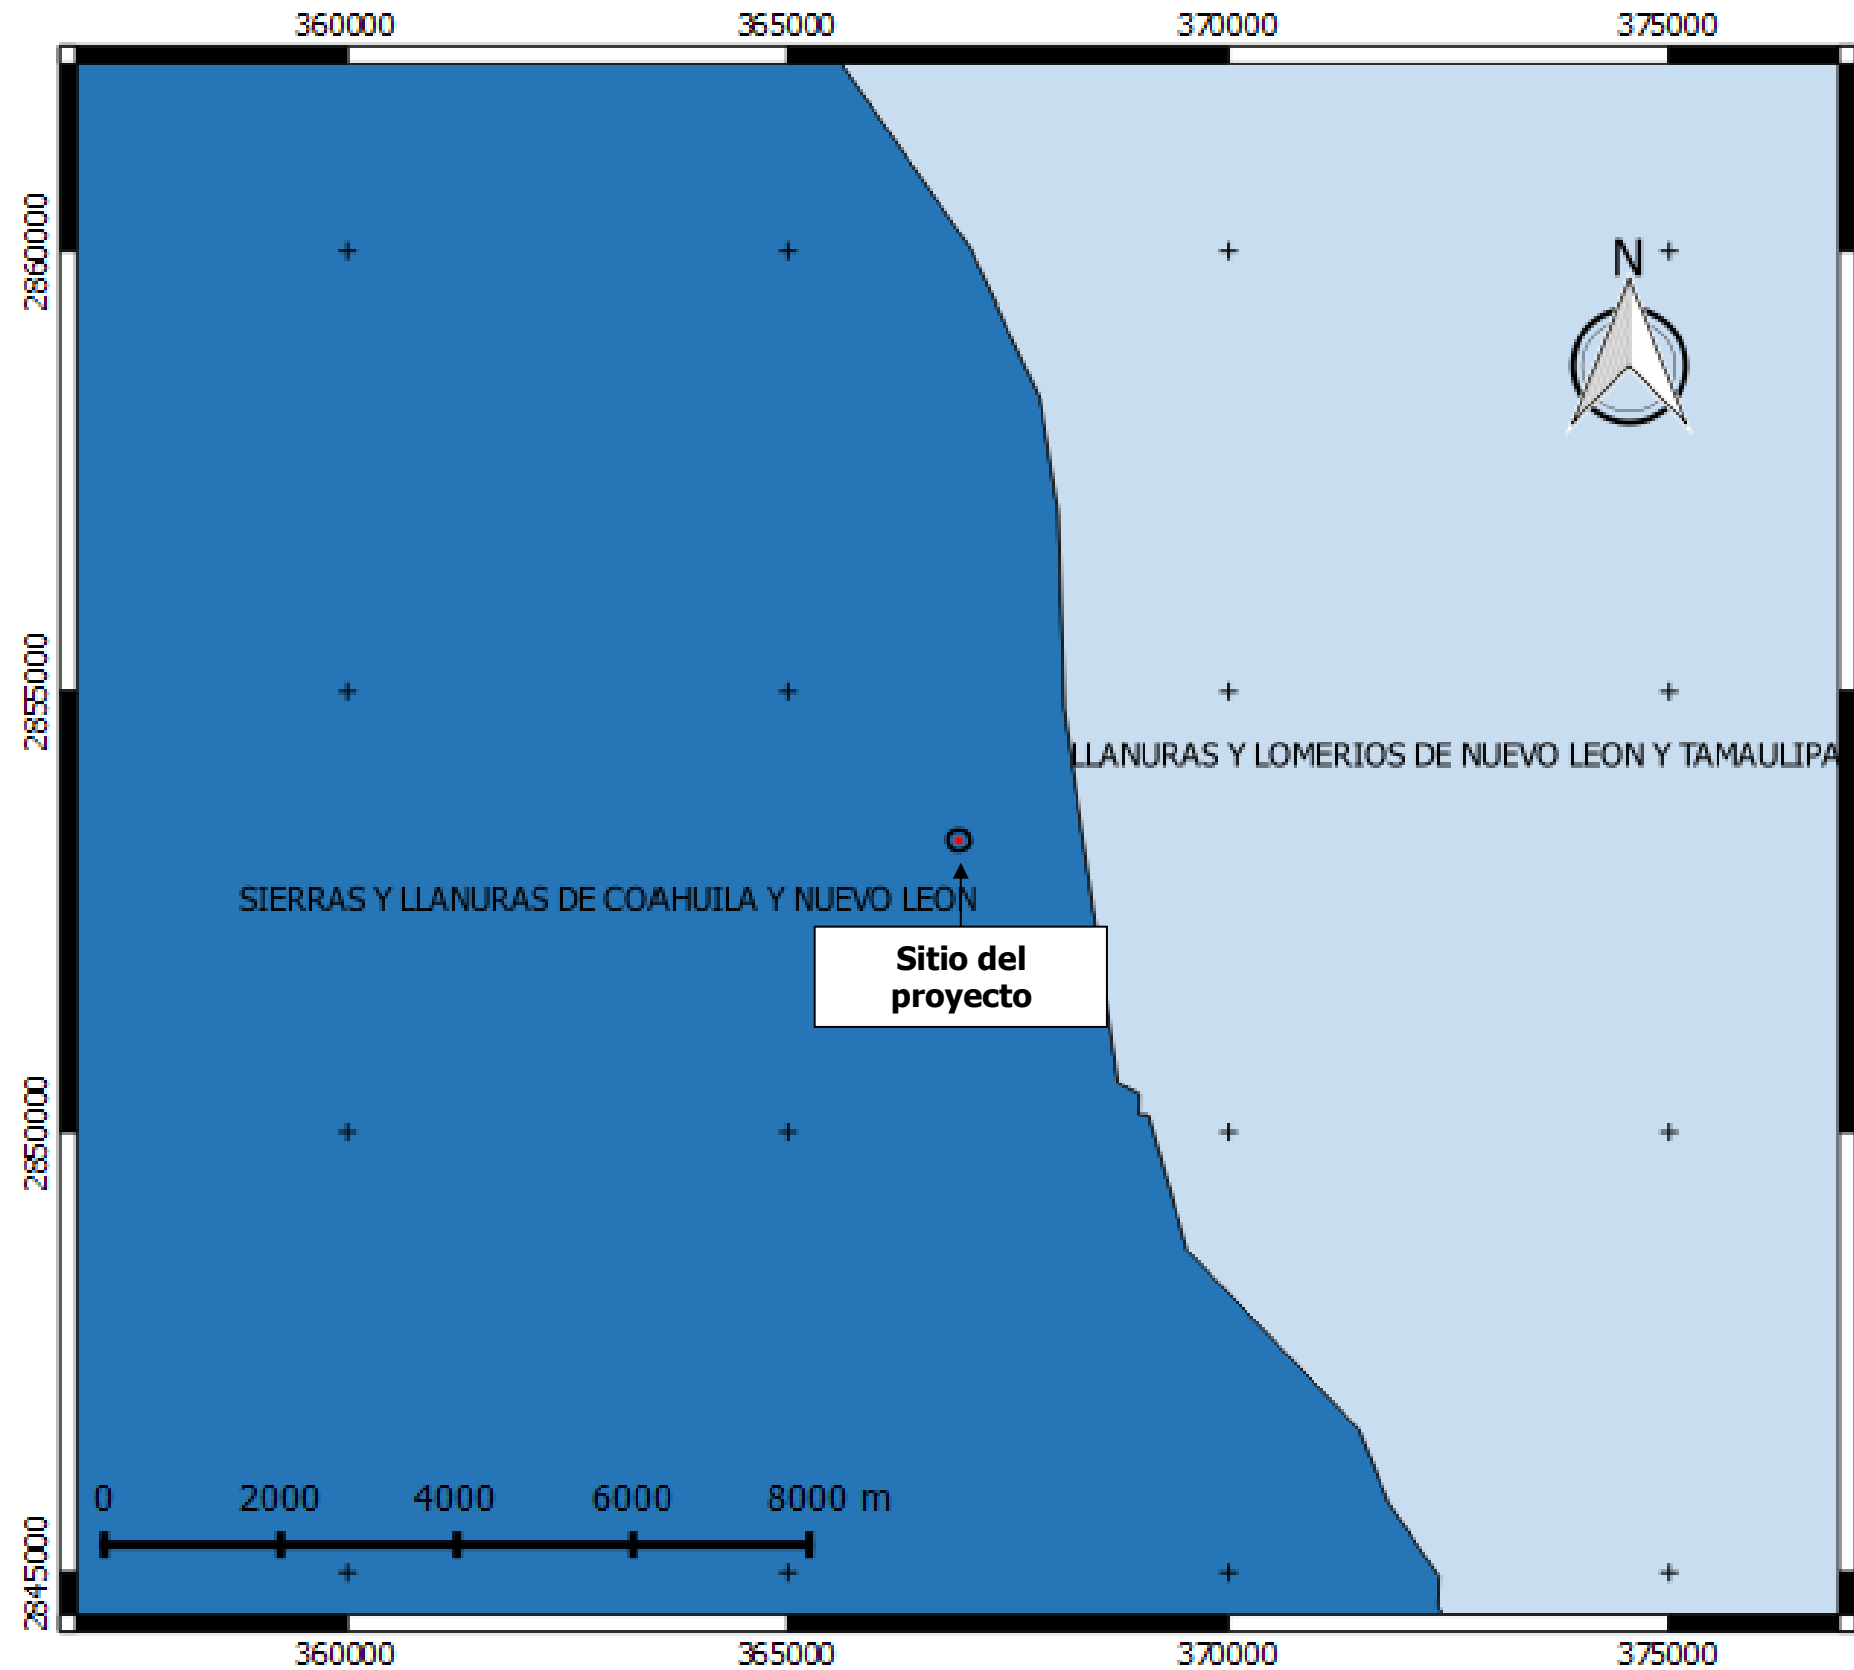 360000 365000 370000 375000
2860000
N
2855000
LLANURAS Y LOMERIOS DE NUEVO LEON Y TAMAULIPA
SIERRAS Y LLANURAS DE COAHUILA Y NUEVO LEON
Sitio del
proyecto
2850000
0 2000 4000 6000 8000 m
2845000
360000 365000 370000 375000